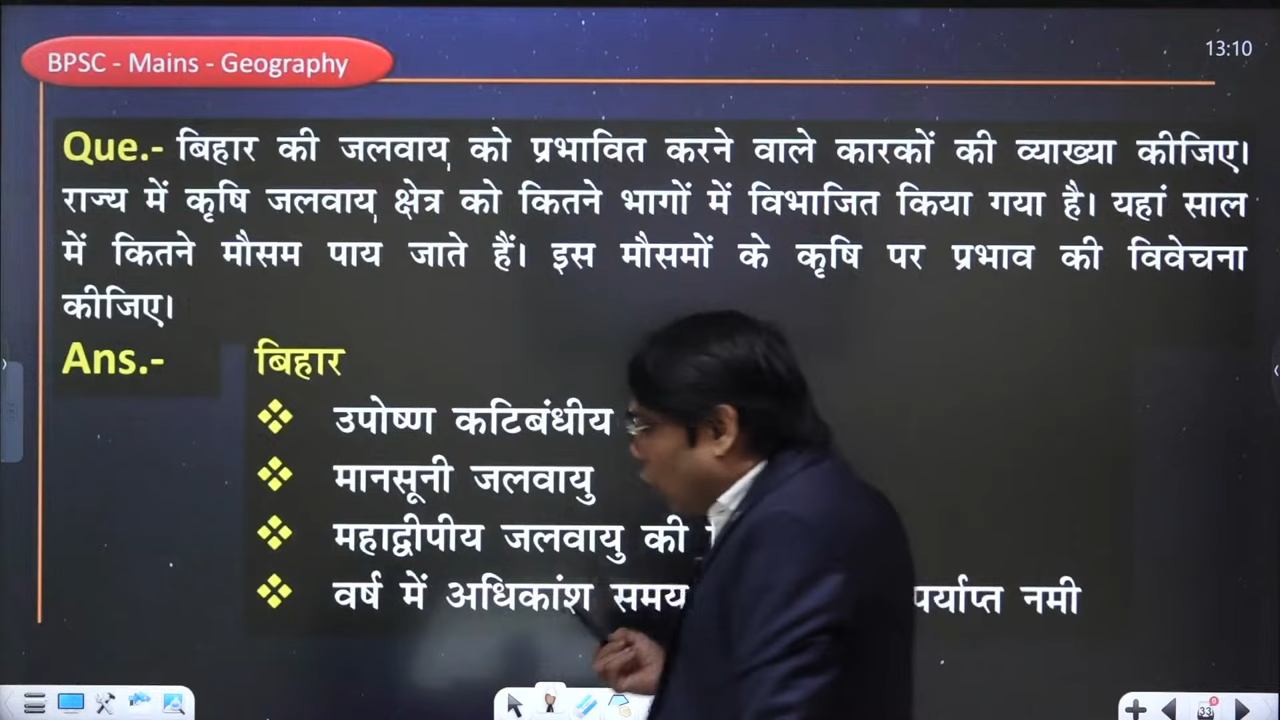 BPSC - Mains - Geography
13:10
Que.- बिहार की जलवायु को प्रभावित करने वाले कारकों की व्याख्या कीजिए।
राज्य में कृषि जलवायु क्षेत्र को कितने भागों में विभाजित किया गया है। यहां साल
में कितने मौसम पाय जाते हैं। इस मौसमों के कृषि पर प्रभाव की विवेचना
कीजिए।
Ans.- बिहार
❖ उपोष्ण कटिबंधीय
❖ मानसूनी जलवायु
❖ महाद्वीपीय जलवायु की
❖ वर्ष में अधिकांश समय पर्याप्त नमी
33